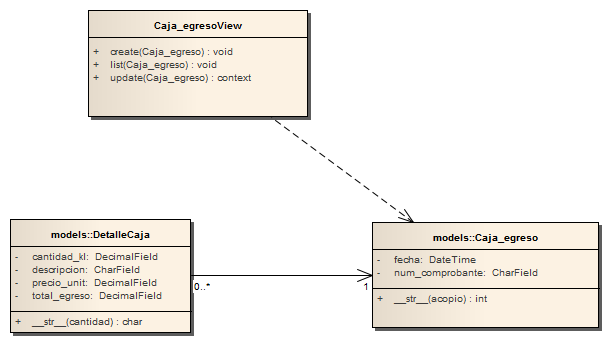 Caja_egresoView
+ create(Caja_egreso) : void
+ list(Caja_egreso) : void
+ update(Caja_egreso) : context
models::DetalleCaja
- cantidad_kl: DecimalField
- descripcion: CharField
- precio_unit: DecimalField
- total_egreso: DecimalField
+ __str__(cantidad) : char
0..*
1
models::Caja_egreso
- fecha: DateTime
- num_comprobante: CharField
+ __str__(acopio) : int